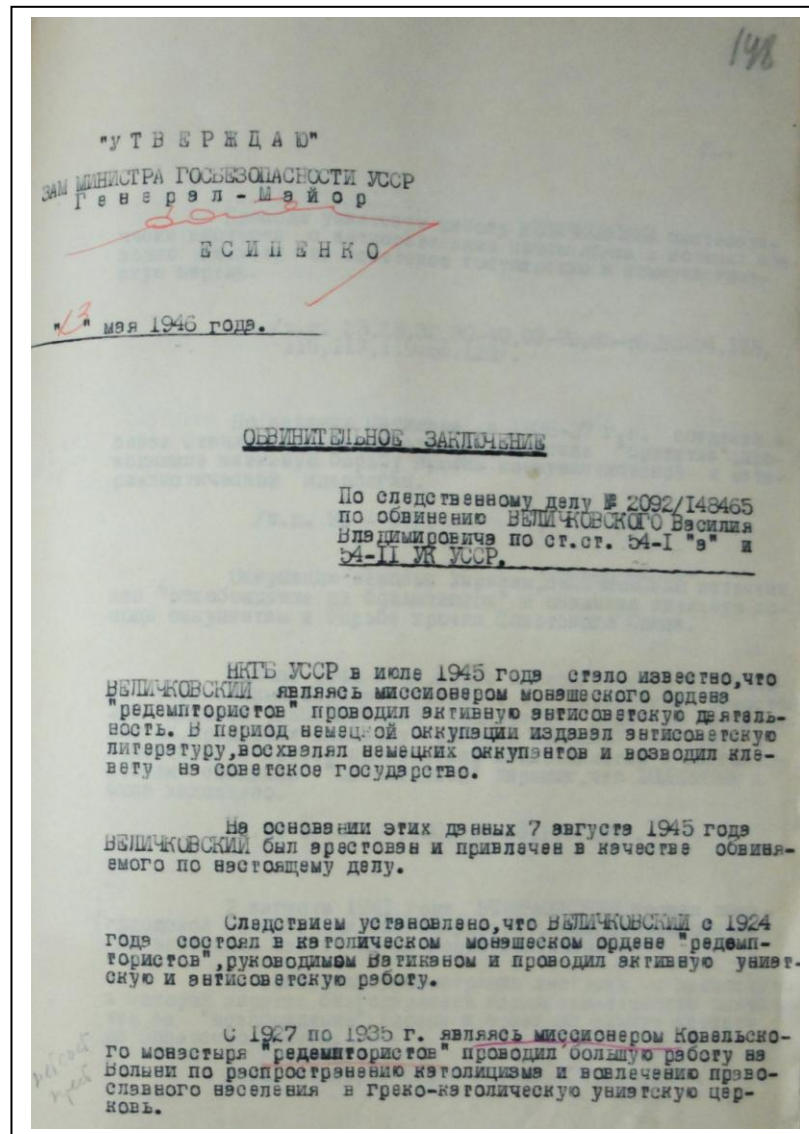 148
"УТВЕРЖДАЮ"
ЗАМ МИНИСТРА ГОСБЕЗОПАСНОСТИ УССР
Генерал-Майор
ЕСИПЕНКО
"13" мая 1946 года.
ОБВИНИТЕЛЬНОЕ ЗАКЛЮЧЕНИЕ
По следственному делу № 2092/148465
по обвинению ВЕЛИЧКОВСКОГО Василия
Владимировича по ст.ст. 54-I "а" и
54-II УК УССР.
НКГБ УССР в июле 1945 года стало известно,что
ВЕЛИЧКОВСКИЙ являясь миссионером монашеского ордена
"редемптористов" проводил активную антисоветскую деятель-
ность. В период немецкой оккупации издавал антисоветскую
литературу,восхвалял немецких оккупантов и возводил кле-
вету на советское государство.
На основании этих данных 7 августа 1945 года
ВЕЛИЧКОВСКИЙ был арестован и привлечен в качестве обвиня-
емого по настоящему делу.
Следствием установлено,что ВЕЛИЧКОВСКИЙ с 1924
года состоял в католическом монашеском ордене "редемп-
тористов",руководимом Ватиканом и проводил активную униат-
скую и антисоветскую работу.
С 1927 по 1935 г. являясь миссионером Ковельско-
го монастыря "редемптористов" проводил большую работу на
Волыни по распространению католицизма и вовлечению право-
славного населения в греко-католическую униатскую цер-
ковь.